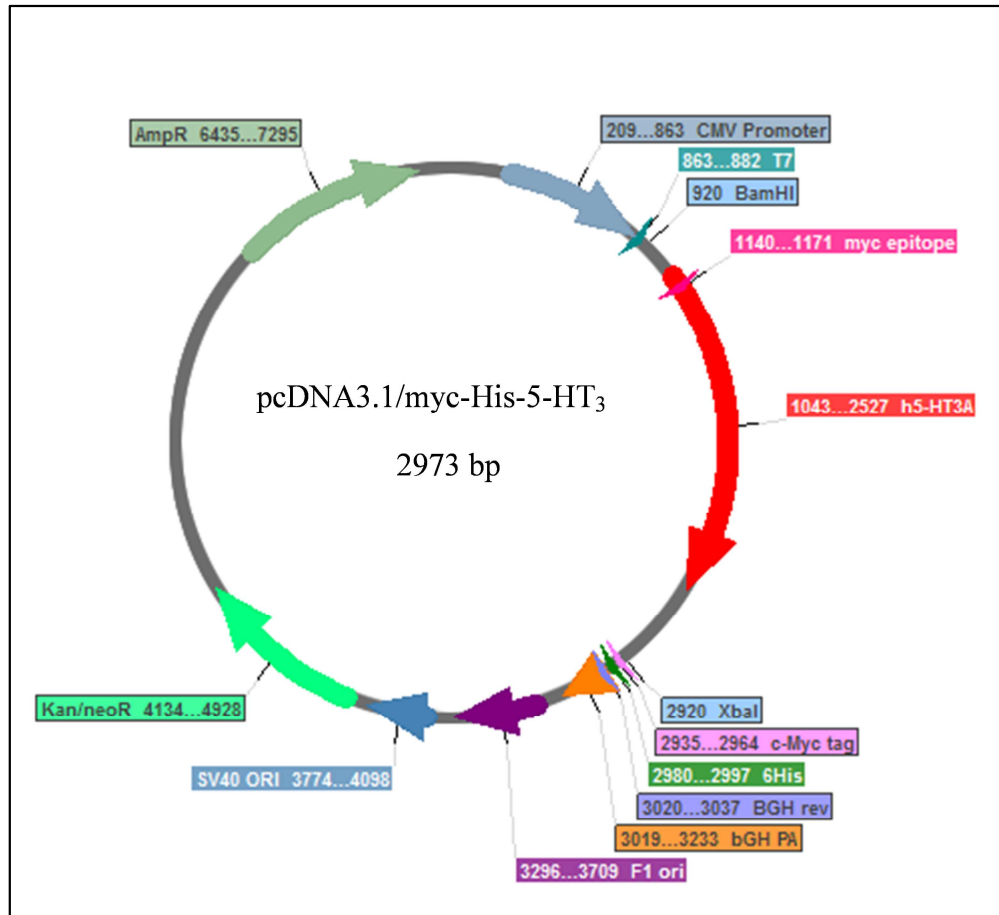 AmpR 6435...7295
209...863 CMV Promoter
863...882 T7
920 BamHI
1140...1171 myc epitope
pcDNA3.1/myc-His-5-HT₃
2973 bp
1043...2527 h5-HT3A
Kan/neoR 4134...4928
2920 XbaI
2935...2964 c-Myc tag
SV40 ORI 3774...4098
2980...2997 6His
3020...3037 BGH rev
3019...3233 bGH PA
3296...3709 F1 ori